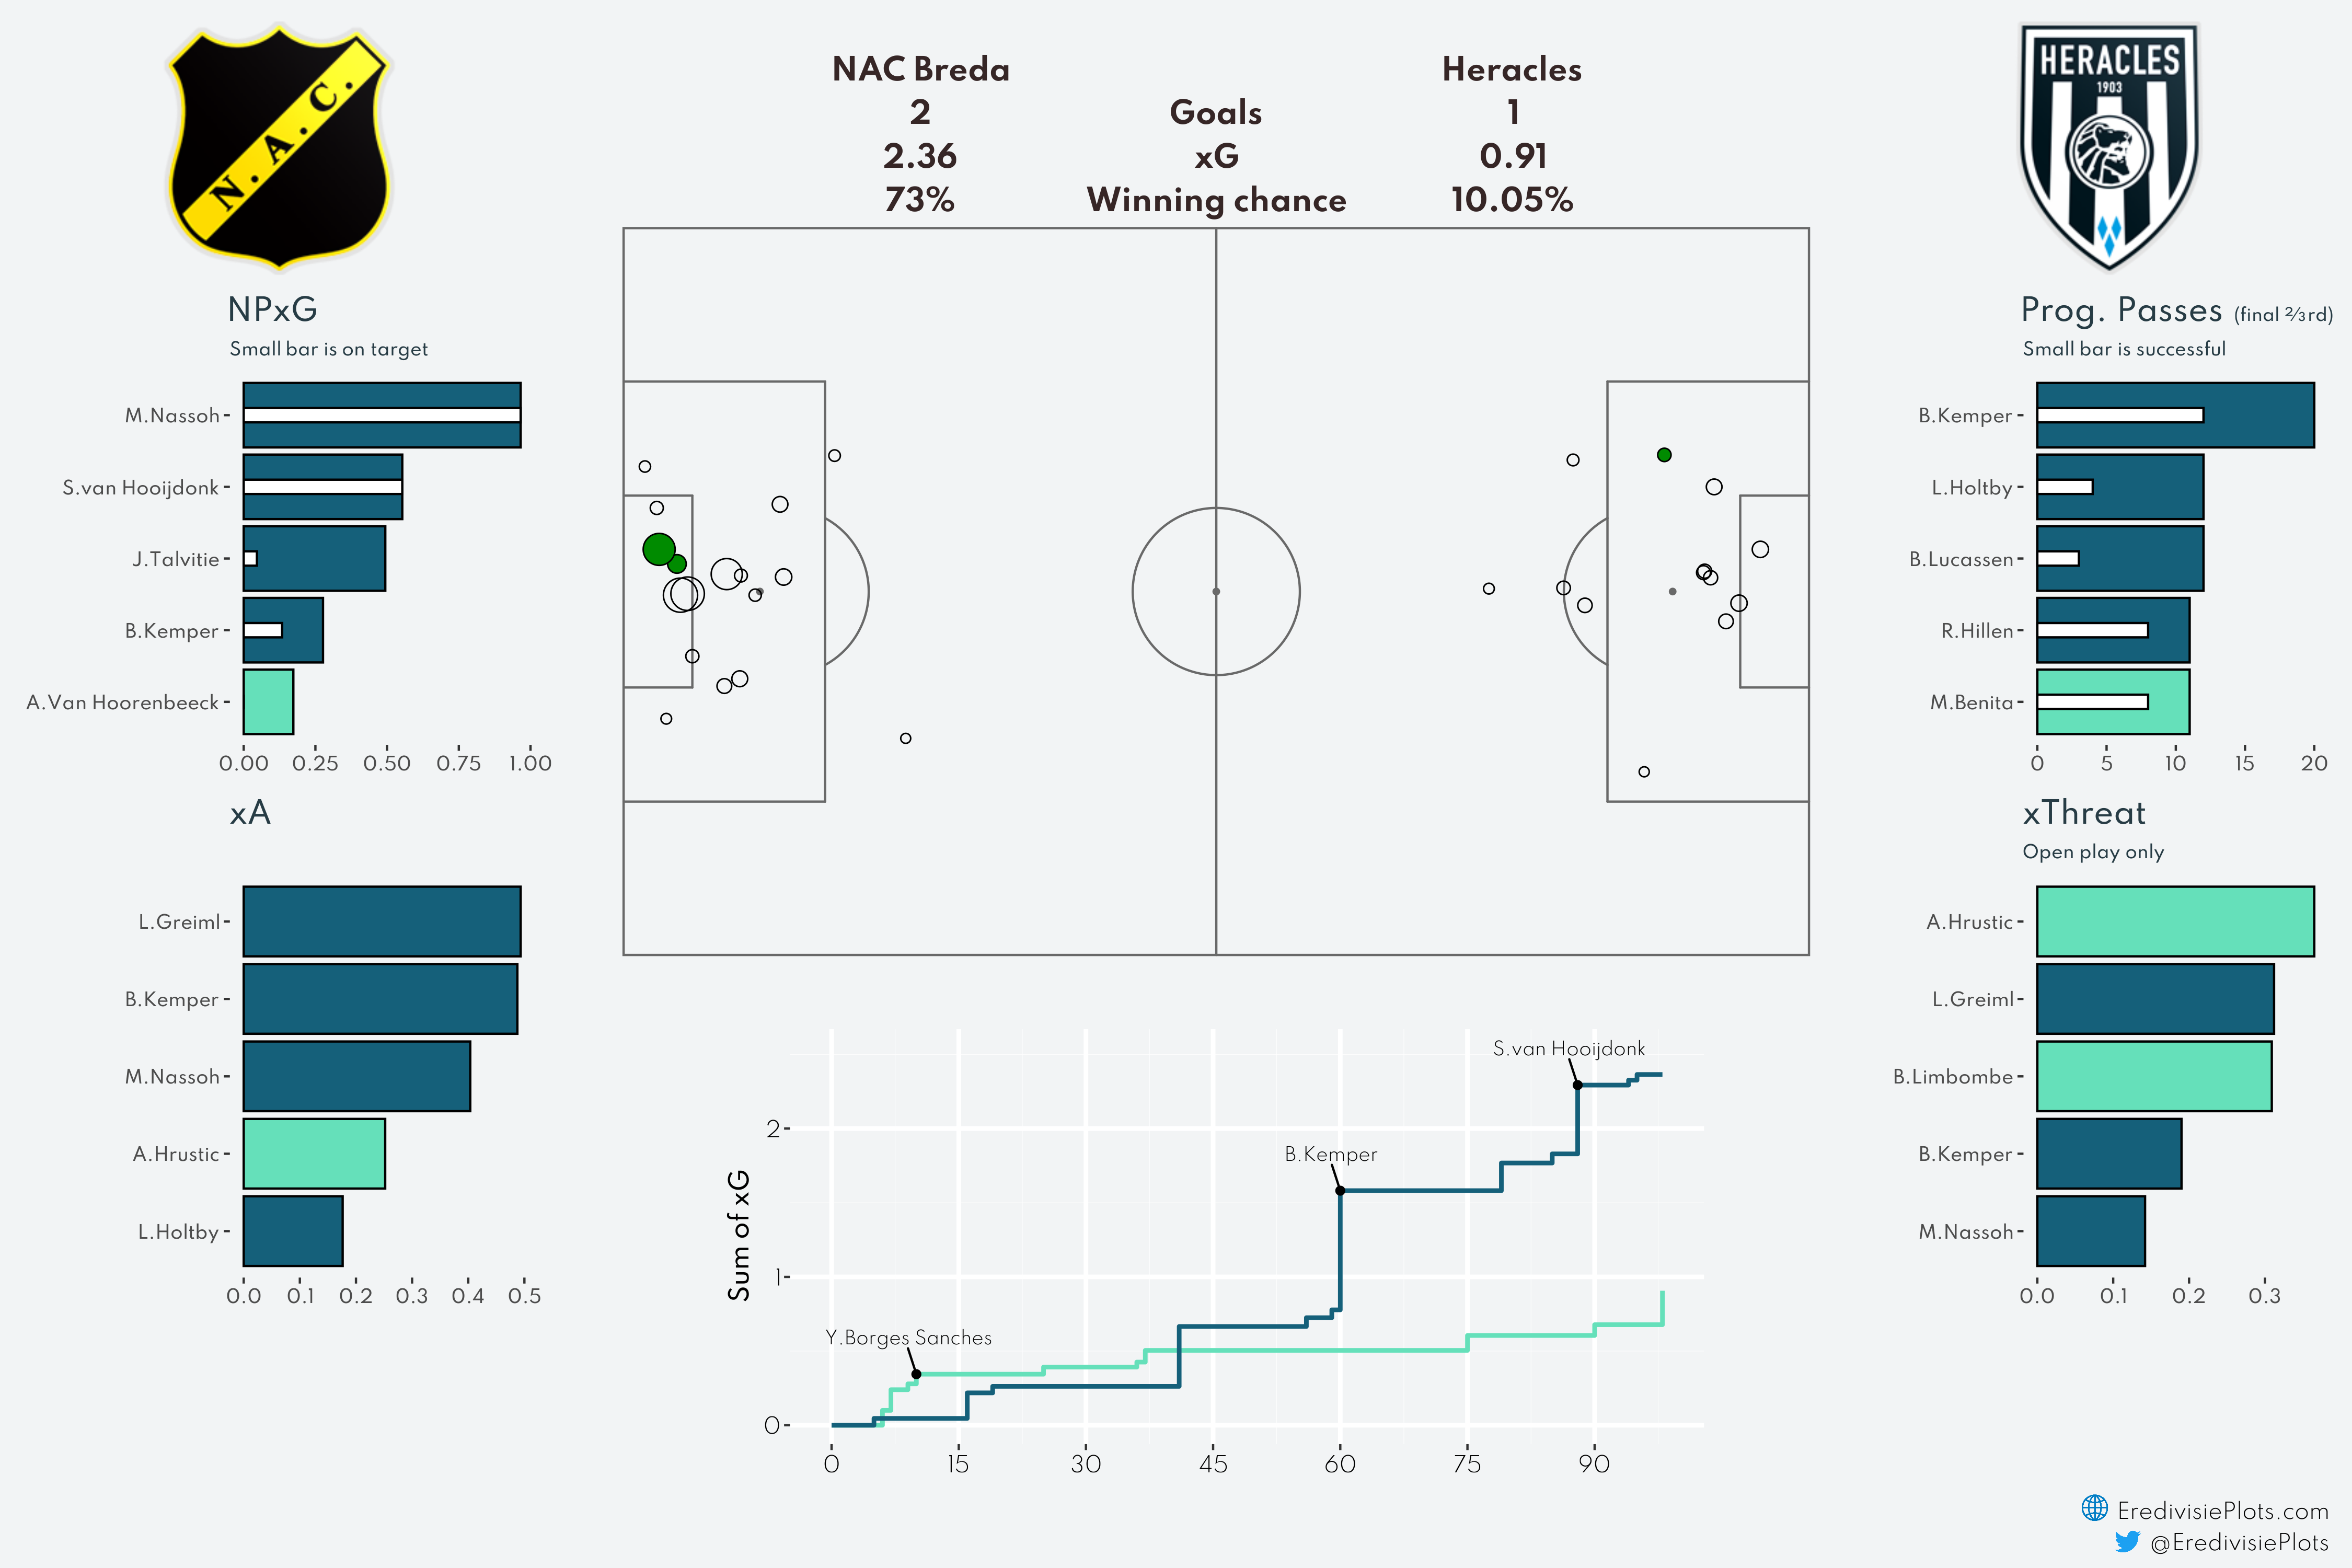 N.A.C.
HERACLES
1903
NAC Breda Heracles
2 Goals 1
2.36 xG 0.91
73% Winning chance 10.05%
NPxG
Small bar is on target
M.Nassoh
S.van Hooijdonk
J.Talvitie
B.Kemper
A.Van Hoorenbeeck
0.00 0.25 0.50 0.75 1.00
xA
L.Greiml
B.Kemper
M.Nassoh
A.Hrustic
L.Holtby
0.0 0.1 0.2 0.3 0.4 0.5
Sum of xG
2
1
0
Y.Borges Sanches
B.Kemper
S.van Hooijdonk
0 15 30 45 60 75 90
Prog. Passes (final ⅔rd)
Small bar is successful
B.Kemper
L.Holtby
B.Lucassen
R.Hillen
M.Benita
0 5 10 15 20
xThreat
Open play only
A.Hrustic
L.Greiml
B.Limbombe
B.Kemper
M.Nassoh
0.0 0.1 0.2 0.3
EredivisiePlots.com
@EredivisiePlots